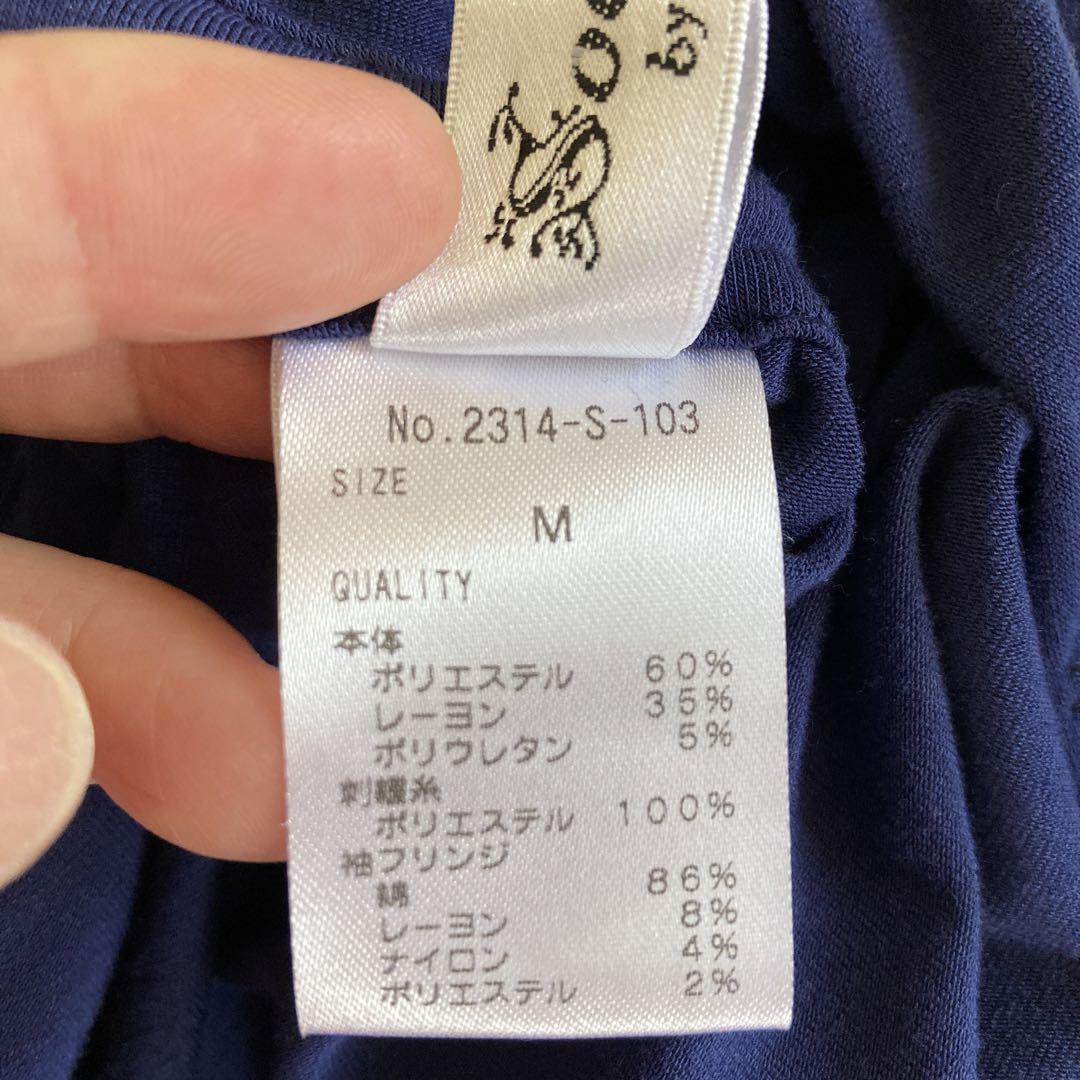 by
No.2314-S-103
SIZE
M
QUALITY
本体
ポリエステル 60%
レーヨン 35%
ポリウレタン 5%
刺繍糸
ポリエステル 100%
袖フリンジ
綿 86%
レーヨン 8%
ナイロン 4%
ポリエステル 2%